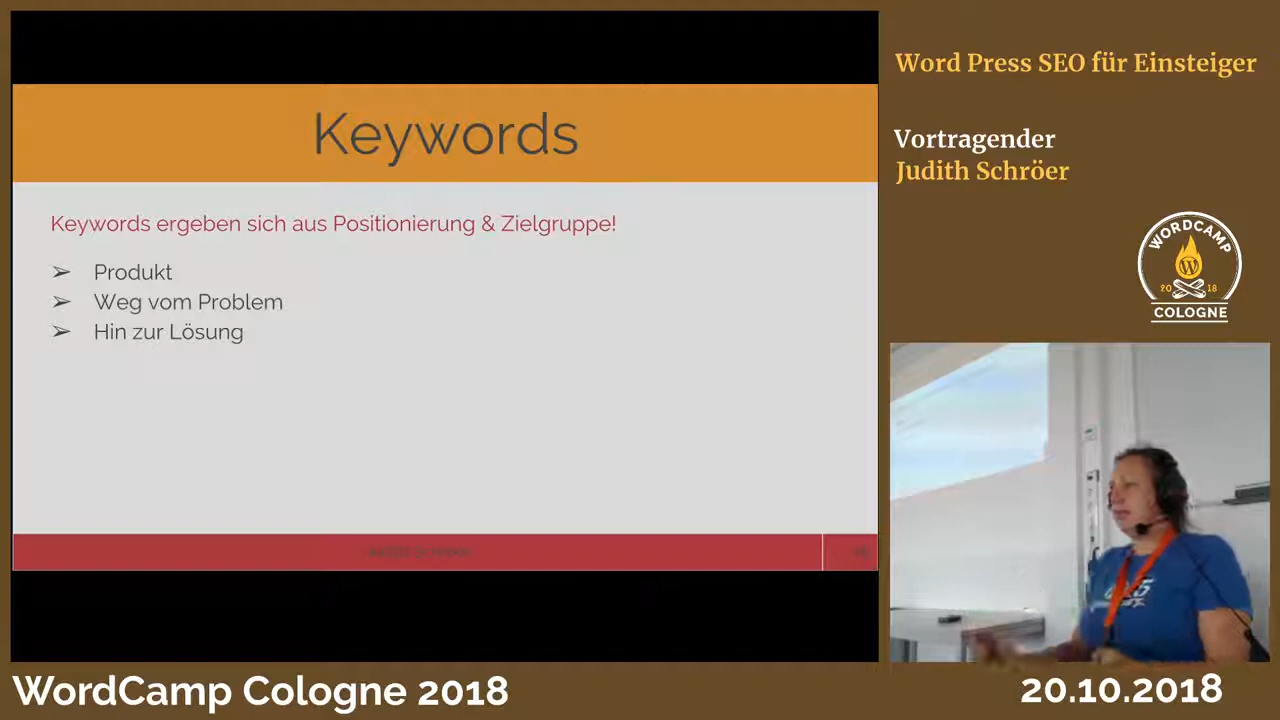 Keywords
Keywords ergeben sich aus Positionierung & Zielgruppe!
➢ Produkt
➢ Weg vom Problem
➢ Hin zur Lösung
Word Press SEO für Einsteiger
Vortragender
Judith Schröer
WORDCAMP
20 18
COLOGNE
WordCamp Cologne 2018
20.10.2018